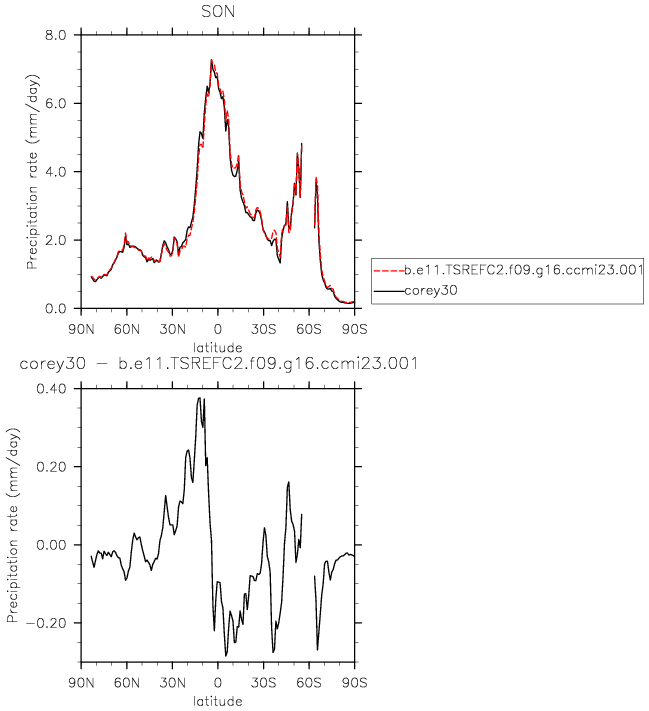 SON
8.0
6.0
4.0
2.0
0.0
Precipitation rate (mm/day)
90N 60N 30N 0 30S 60S 90S
latitude
b.e11.TSREFC2.f09.g16.ccmi23.001
corey30
corey30 − b.e11.TSREFC2.f09.g16.ccmi23.001
0.40
0.20
0.00
−0.20
Precipitation rate (mm/day)
90N 60N 30N 0 30S 60S 90S
latitude